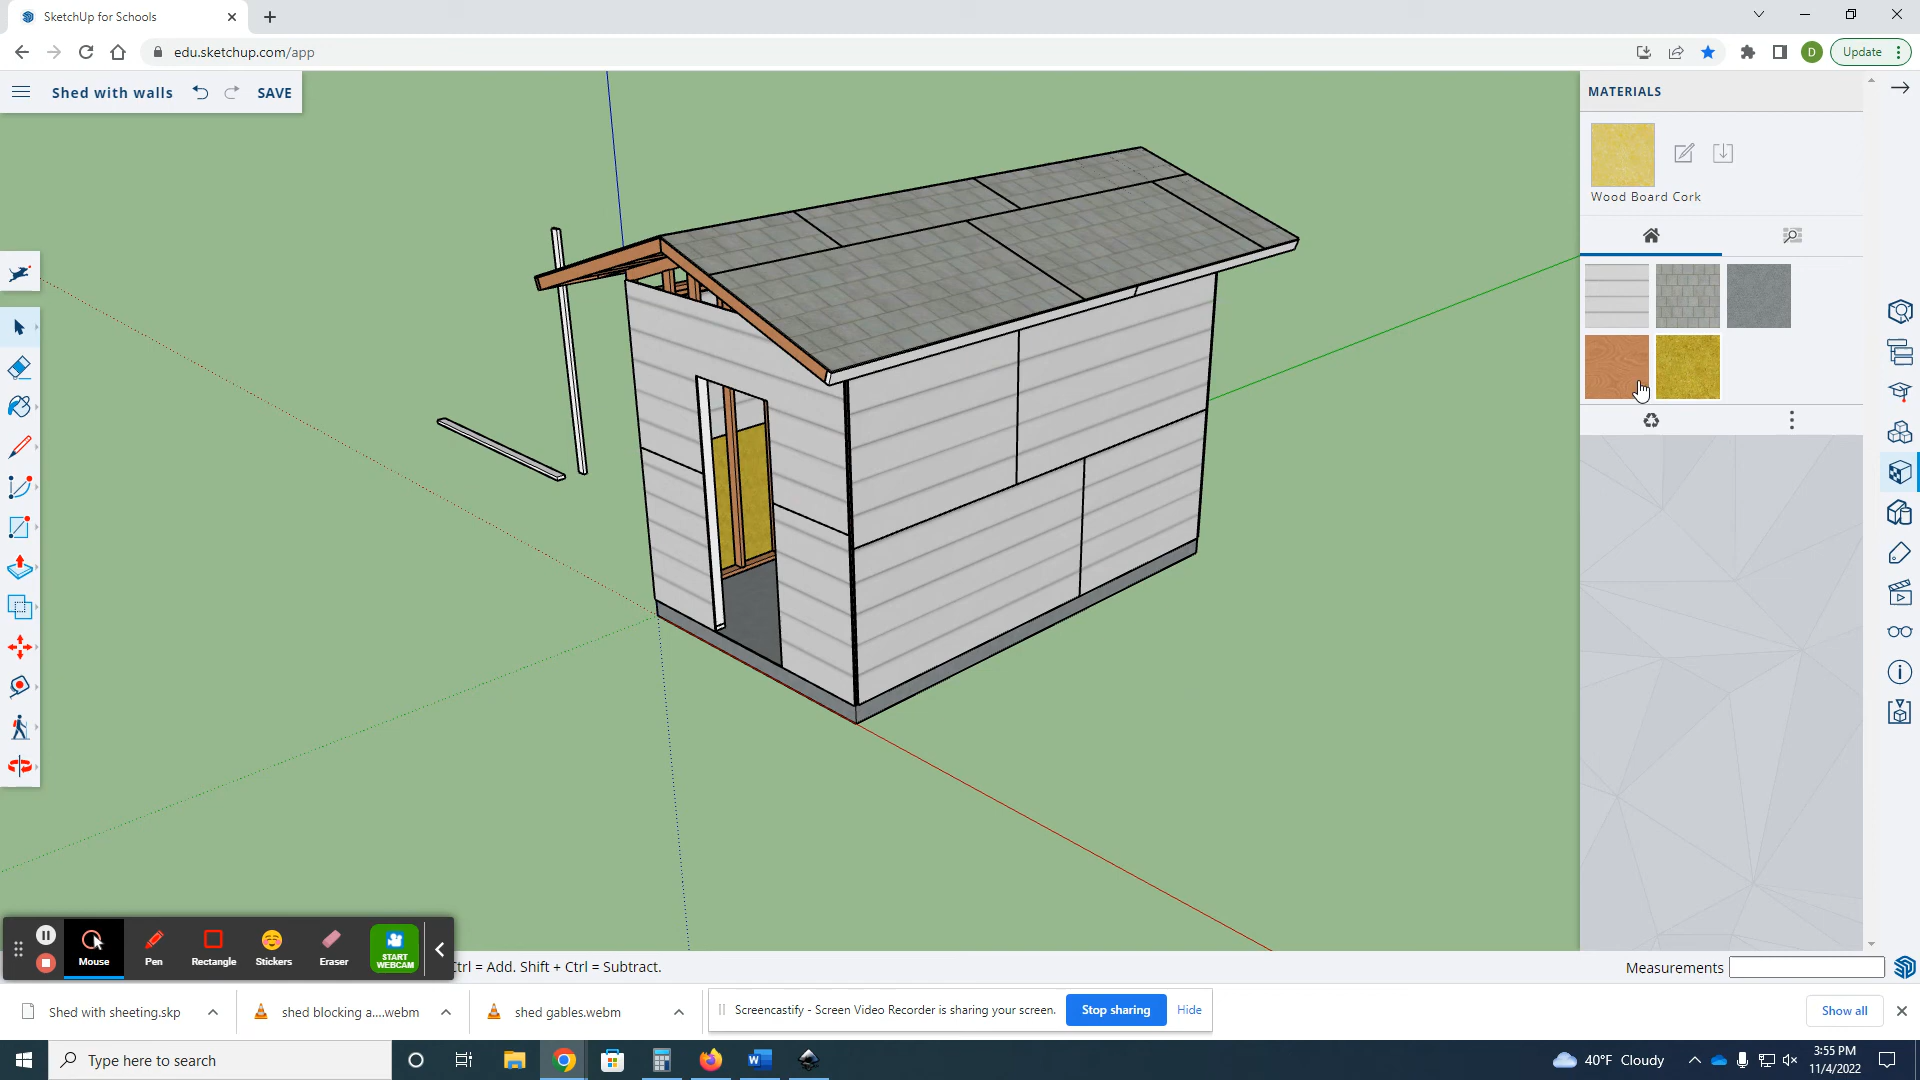 SketchUp for Schools
edu.sketchup.com/app
D
Update
Shed with walls
SAVE
MATERIALS
Wood Board Cork
Mouse
Pen
Rectangle
Stickers
Eraser
START
WEBCAM
Ctrl = Add. Shift + Ctrl = Subtract.
Measurements
Shed with sheeting.skp
shed blocking a....webm
shed gables.webm
Screencastify - Screen Video Recorder is sharing your screen.
Stop sharing
Hide
Show all
Type here to search
W
40°F Cloudy
3:55 PM
11/4/2022